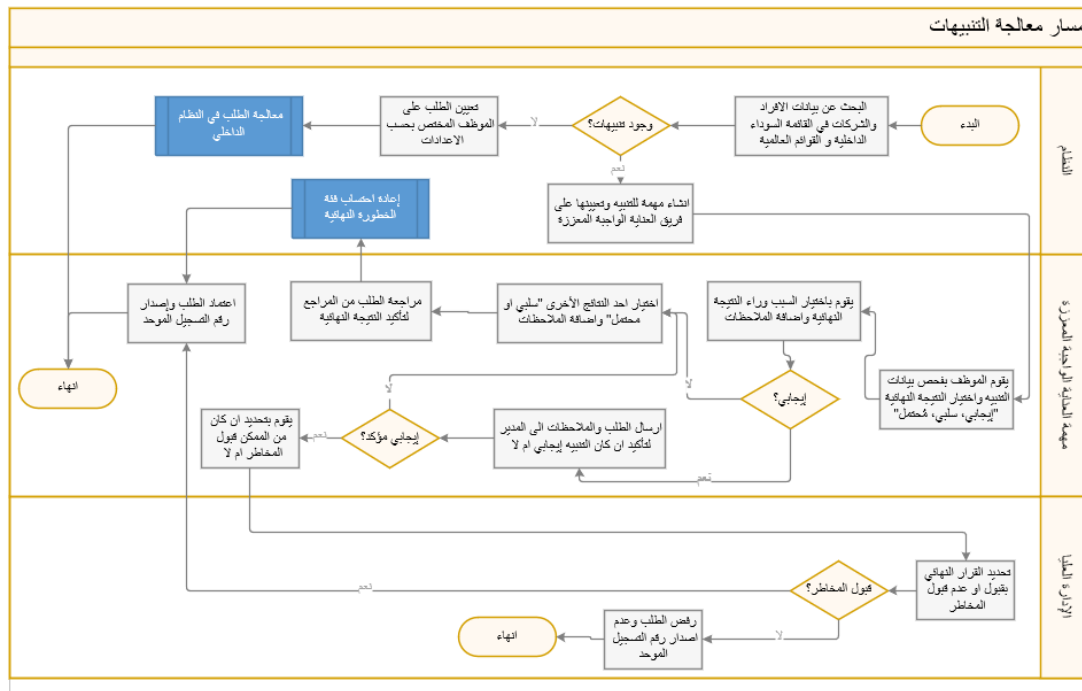 مسار معالجة التنبيهات
النظام
البدء
البحث عن بيانات الافراد
والشركات في القائمة السوداء
الداخلية و القوائم العالمية
وجود تنبيهات؟
لا
تعيين الطلب على
الموظف المختص بحسب
الاعدادات
معالجة الطلب في النظام
الداخلي
نعم
انشاء مهمة للتنبيه وتعيينها على
فريق العناية الواجبة المعززة
إعادة احتساب فئة
الخطورة النهائية
مهمة العناية الواجبة المعززة
يقوم الموظف بفحص بيانات
التنبيه واختيار النتيجة النهائية
"إيجابي، سلبي، مُحتمل"
يقوم باختيار السبب وراء النتيجة
النهائية واضافة الملاحظات
إيجابي؟
لا
اختيار احد النتائج الأخرى "سلبي او
محتمل" واضافة الملاحظات
مراجعة الطلب من المراجع
لتأكيد النتيجة النهائية
اعتماد الطلب وإصدار
رقم التسجيل الموحد
انهاء
نعم
ارسال الطلب والملاحظات الى المدير
لتأكيد ان كان التنبيه إيجابي ام لا
إيجابي مؤكد؟
لا
نعم
يقوم بتحديد ان كان
من الممكن قبول
المخاطر ام لا
الإدارة العليا
تحديد القرار النهائي
بقبول او عدم قبول
المخاطر
قبول المخاطر؟
نعم
لا
رفض الطلب وعدم
اصدار رقم التسجيل
الموحد
انهاء